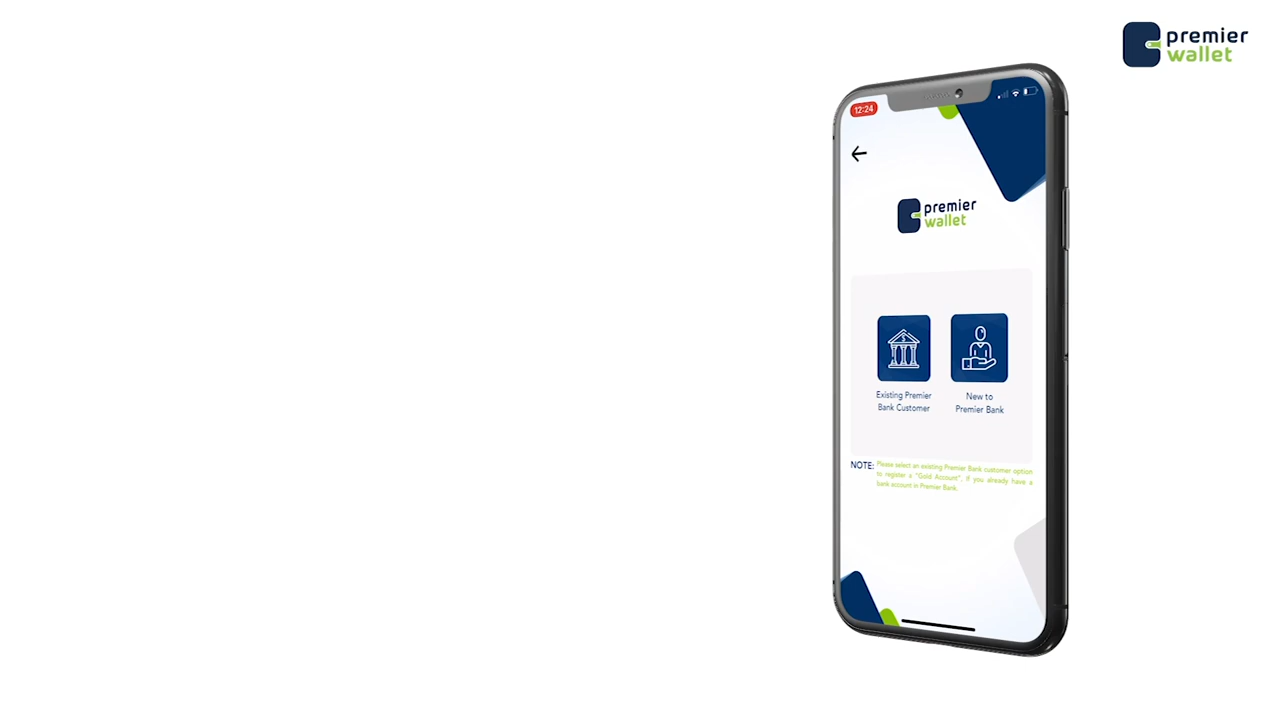 premier
wallet
12:24
premier
wallet
Existing Premier
Bank Customer
New to
Premier Bank
NOTE: Please select an existing Premier Bank customer option
to register a "Gold Account", if you already have a
bank account in Premier Bank.